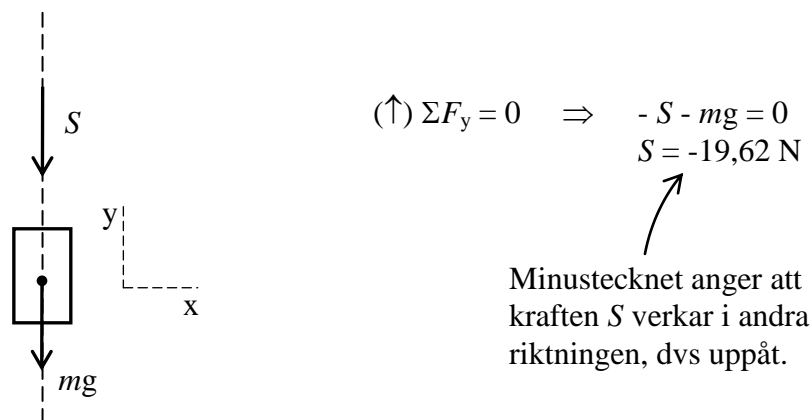 S
(↑) ΣFy = 0 ⇒ - S - mg = 0
S = -19,62 N
y
x
Minustecknet anger att
kraften S verkar i andra
riktningen, dvs uppåt.
mg